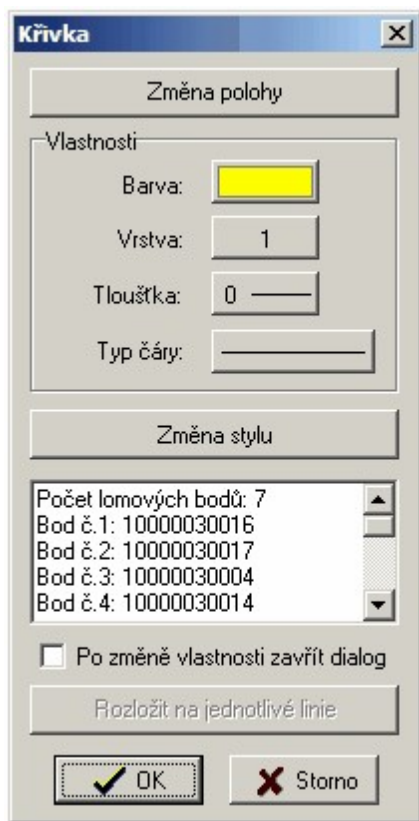 Křivka
Změna polohy
Vlastnosti
Barva:
Vrstva: 1
Tloušťka: 0
Typ čáry:
Změna stylu
Počet lomových bodů: 7
Bod č.1: 10000030016
Bod č.2: 10000030017
Bod č.3: 10000030004
Bod č.4: 10000030014
Po změně vlastnosti zavřít dialog
Rozložit na jednotlivé linie
OK Storno